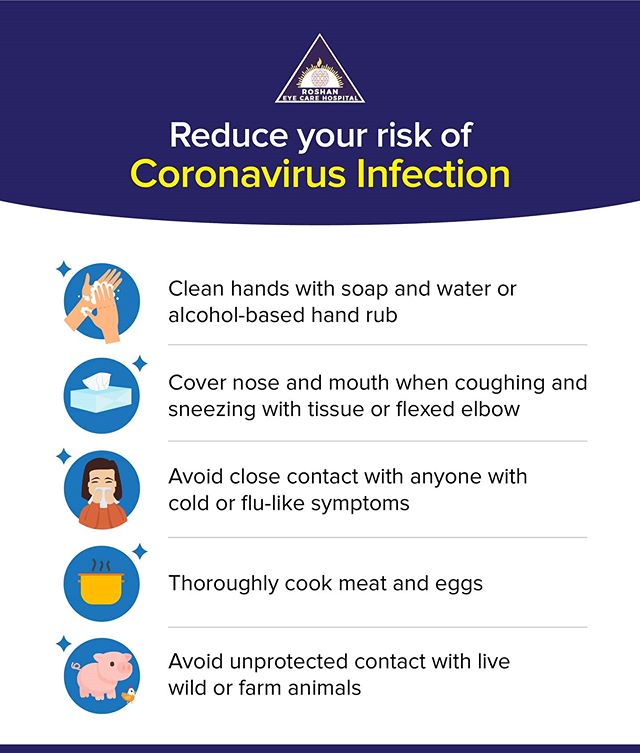 ROSHAN
EYE CARE HOSPITAL
Reduce your risk of
Coronavirus Infection
Clean hands with soap and water or
alcohol-based hand rub
Cover nose and mouth when coughing and
sneezing with tissue or flexed elbow
Avoid close contact with anyone with
cold or flu-like symptoms
Thoroughly cook meat and eggs
Avoid unprotected contact with live
wild or farm animals